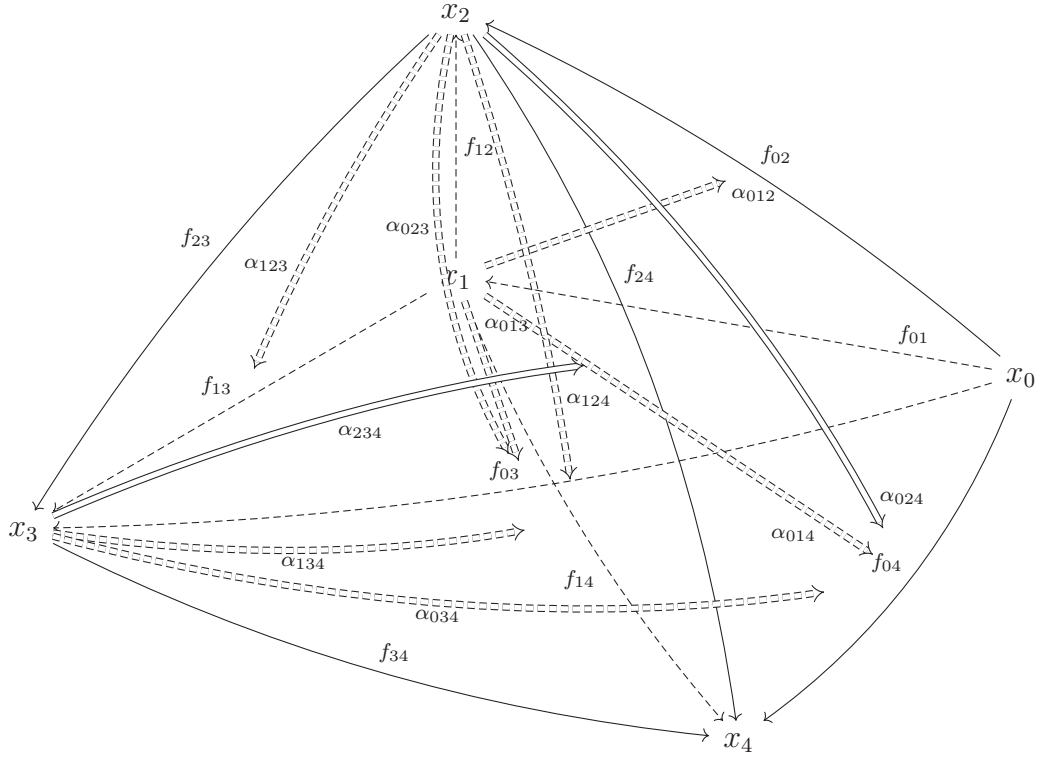 x₂
f₁₂
f₀₂
α₀₁₂
α₀₂₃
f₂₃
α₁₂₃
x₁
f₂₄
α₀₁₃
f₀₁
x₀
f₁₃
α₁₂₄
α₂₃₄
f₀₃
α₀₂₄
x₃
α₀₁₄
α₁₃₄
f₀₄
f₁₄
α₀₃₄
f₃₄
x₄